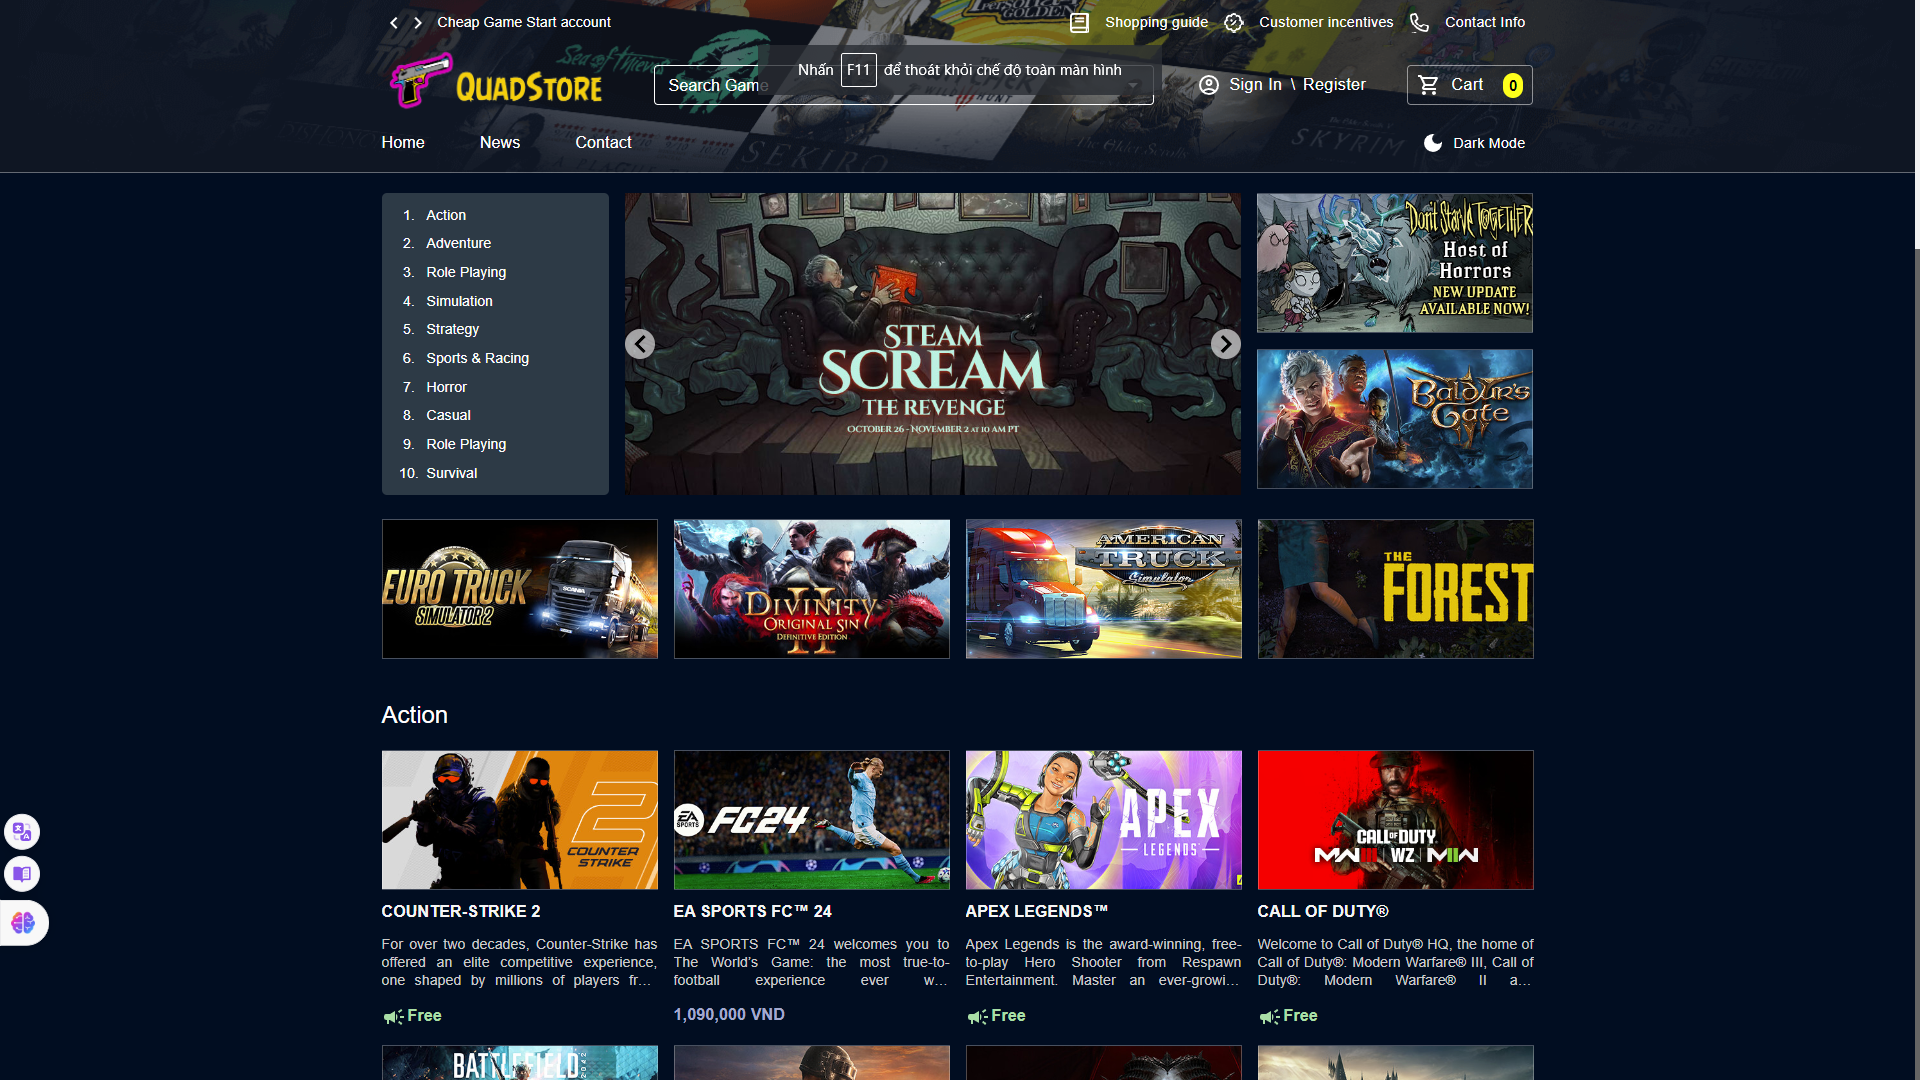 Cheap Game Start account
Shopping guide
Customer incentives
Contact Info
QUADSTORE
Search Game
Nhấn F11 để thoát khỏi chế độ toàn màn hình
Sign In \ Register
Cart 0
Home
News
Contact
Dark Mode
SEKIRO
SKYRIM
1. Action
2. Adventure
3. Role Playing
4. Simulation
5. Strategy
6. Sports & Racing
7. Horror
8. Casual
9. Role Playing
10. Survival
STEAM
SCREAM
THE REVENGE
OCTOBER 26 - NOVEMBER 2 AT 10 AM PT
Don't Starve Together
Host of
Horrors
NEW UPDATE
AVAILABLE NOW!
Baldur's
Gate
III
EURO TRUCK
SIMULATOR 2
SCANIA
DIVINITY
II
ORIGINAL SIN
DEFINITIVE EDITION
AMERICAN
TRUCK
Simulator
THE
FOREST
Action
2
COUNTER
STRIKE
EA
SPORTS
FC24
APEX
LEGENDS
CALL OF DUTY
MWIII WZ MWII
COUNTER-STRIKE 2
EA SPORTS FC™ 24
APEX LEGENDS™
CALL OF DUTY®
For over two decades, Counter-Strike has
offered an elite competitive experience,
one shaped by millions of players fr...
EA SPORTS FC™ 24 welcomes you to
The World's Game: the most true-to-
football experience ever w...
Apex Legends is the award-winning, free-
to-play Hero Shooter from Respawn
Entertainment. Master an ever-growi...
Welcome to Call of Duty® HQ, the home of
Call of Duty®: Modern Warfare® III, Call of
Duty®: Modern Warfare® II a...
Free
1,090,000 VND
Free
Free
BATTLEFIELD
2042